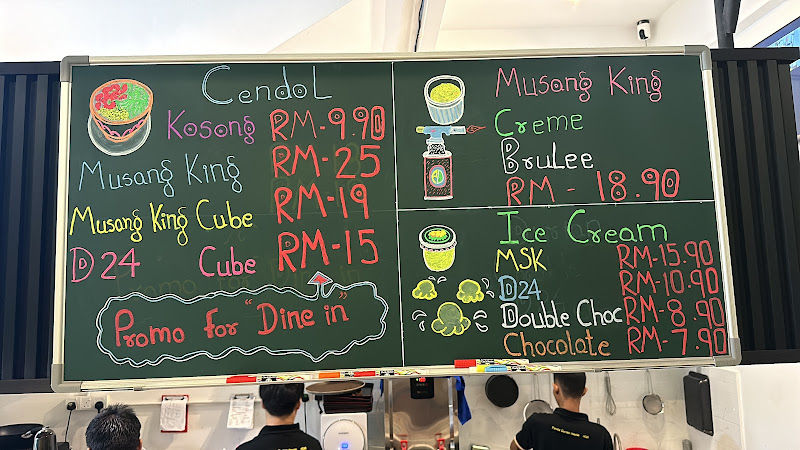 Cendol
Kosong RM-9.90
Musang King RM-25
Musang King Cube RM-19
D24 Cube RM-15
Promo for "Dine in"
Musang King
Creme
BruLee
RM - 18.90
Ice Cream
MSK RM-15.90
D24 RM-10.90
Double Choc RM-8.90
Chocolate RM-7.90